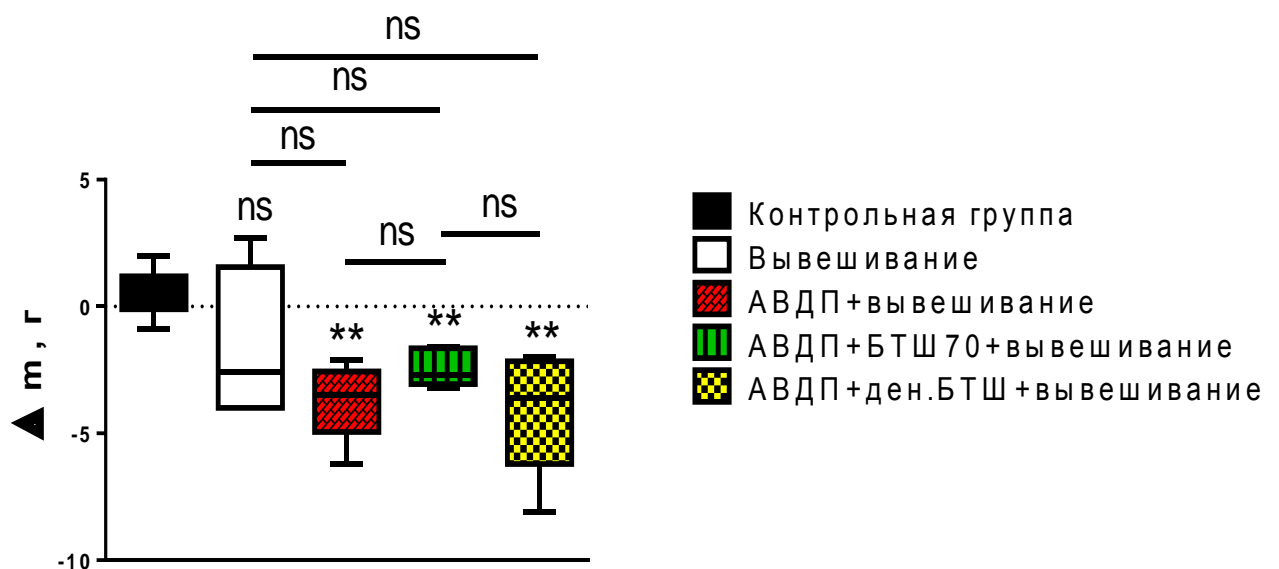 ns
ns
ns
5
ns
ns
ns
Контрольная группа
Вывешивание
0
АВДП+вывешивание
**
**
**
АВДП+БТШ70+вывешивание
АВДП+ден.БТШ+вывешивание
-5
-10
▲ m, г